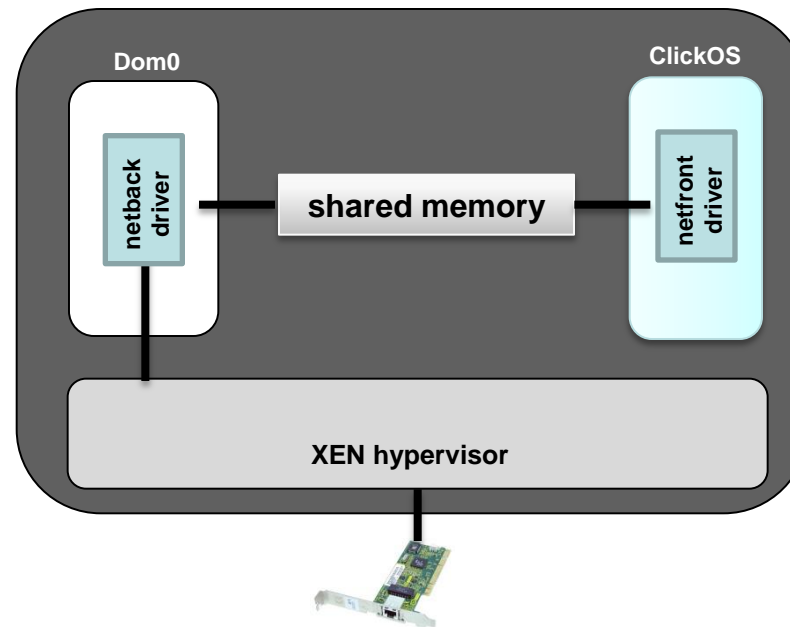 Dom0
ClickOS
netback
driver
shared memory
netfront
driver
XEN hypervisor